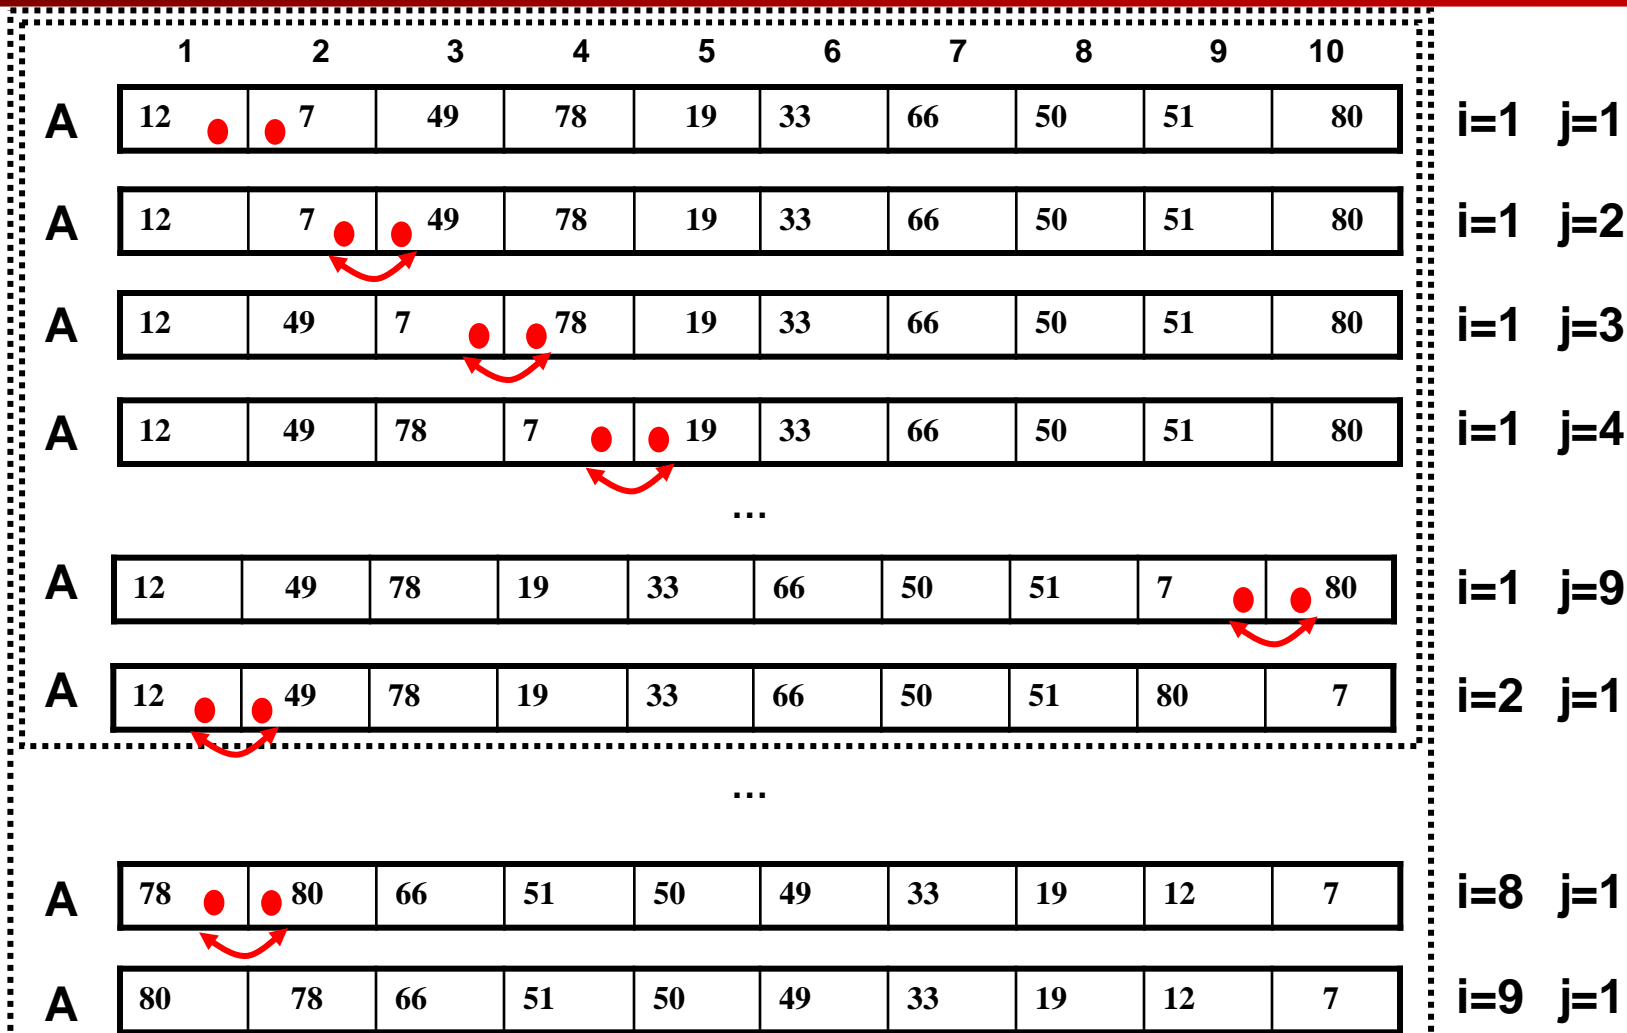 1 2 3 4 5 6 7 8 9 10
A 12 7 49 78 19 33 66 50 51 80 i=1 j=1
A 12 7 49 78 19 33 66 50 51 80 i=1 j=2
A 12 49 7 78 19 33 66 50 51 80 i=1 j=3
A 12 49 78 7 19 33 66 50 51 80 i=1 j=4
...
A 12 49 78 19 33 66 50 51 7 80 i=1 j=9
A 12 49 78 19 33 66 50 51 80 7 i=2 j=1
...
A 78 80 66 51 50 49 33 19 12 7 i=8 j=1
A 80 78 66 51 50 49 33 19 12 7 i=9 j=1